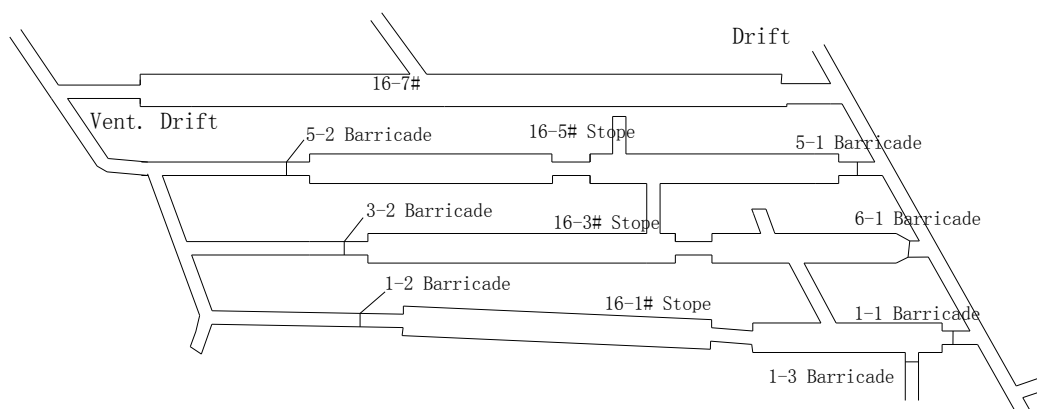 Drift
16-7#
Vent. Drift
5-2 Barricade
16-5# Stope
5-1 Barricade
3-2 Barricade
16-3# Stope
6-1 Barricade
1-2 Barricade
16-1# Stope
1-1 Barricade
1-3 Barricade